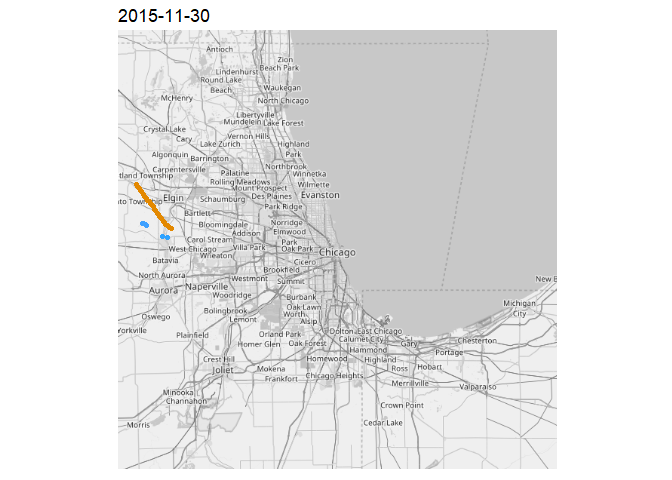 2015-11-30
Antioch
Zion
Lindenhurst
Beach Park
Round Lake
Beach
Waukegan
McHenry
North Chicago
Libertyville
Mundelein
Lake Forest
Crystal Lake
Cary
Vernon Hills
Lake Zurich
Highland
Park
Algonquin
Barrington
Northbrook
Carpentersville
Palatine
Winnetka
tland Township
Rolling Meadows
Wilmette
Mount Prospect
ato Township
Elgin
Schaumburg
Des Plaines
Evanston
Park Ridge
Bartlett
Norridge
Bloomingdale
Elmwood
Park
Addison
Carol Stream
Villa Park
Oak Park
Chicago
West Chicago
Wheaton
Cicero
Batavia
Brookfield
North Aurora
Westmont
Summit
Aurora
Naperville
Woodridge
Burbank
Oak Lawn
Bolingbrook
Worth
Oswego
Lemont
Alsip
Yorkville
Plainfield
Orland Park
Dolton
East Chicago
Homer Glen
Oak Forest
Calumet City
Hammond
Gary
Crest Hill
Homewood
Highland
Joliet
Mokena
Ross
Hobart
Frankfort
Chicago Heights
Merrillville
Portage
Chesterton
Valparaiso
Michigan
City
New B
Minooka
Channahon
Crown Point
Morris
Cedar Lake